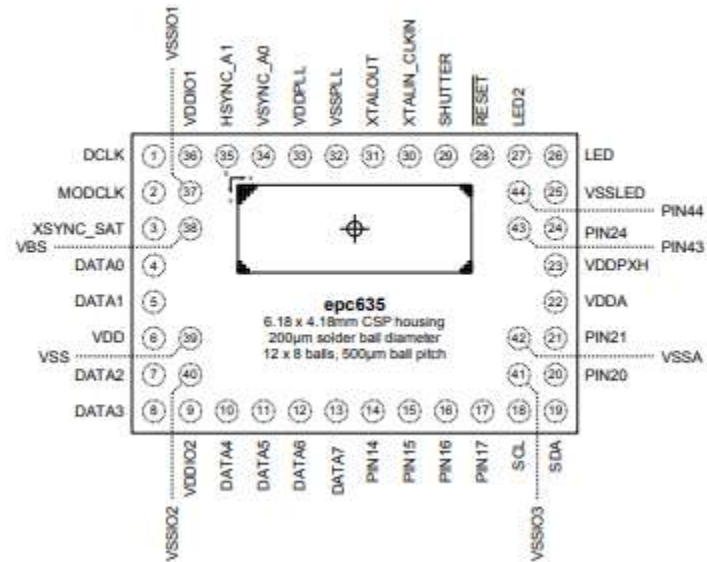 VSSIO1
VDDIO1
HSYNC_A1
VSYNC_A0
VDDPLL
VSSPLL
XTALOUT
XTALIN_CLKIN
SHUTTER
RESET
LED2
DCLK 1 36 35 34 33 32 31 30 29 28 27 26 LED
MODCLK 2 37 44 25 VSSLED
PIN44
XSYNC_SAT 3 38 43 24 PIN24
VBS
PIN43
DATA0 4 23 VDDPXH
DATA1 5 22 VDDA
epc635
6.18 x 4.18mm CSP housing
200µm solder ball diameter
12 x 8 balls, 500µm ball pitch
VDD 6 39 42 21 PIN21
VSS
VSSA
DATA2 7 40 41 20 PIN20
DATA3 8 9 10 11 12 13 14 15 16 17 18 19
VDDIO2
DATA4
DATA5
DATA6
DATA7
PIN14
PIN15
PIN16
PIN17
SCL
SDA
VSSIO2
VSSIO3